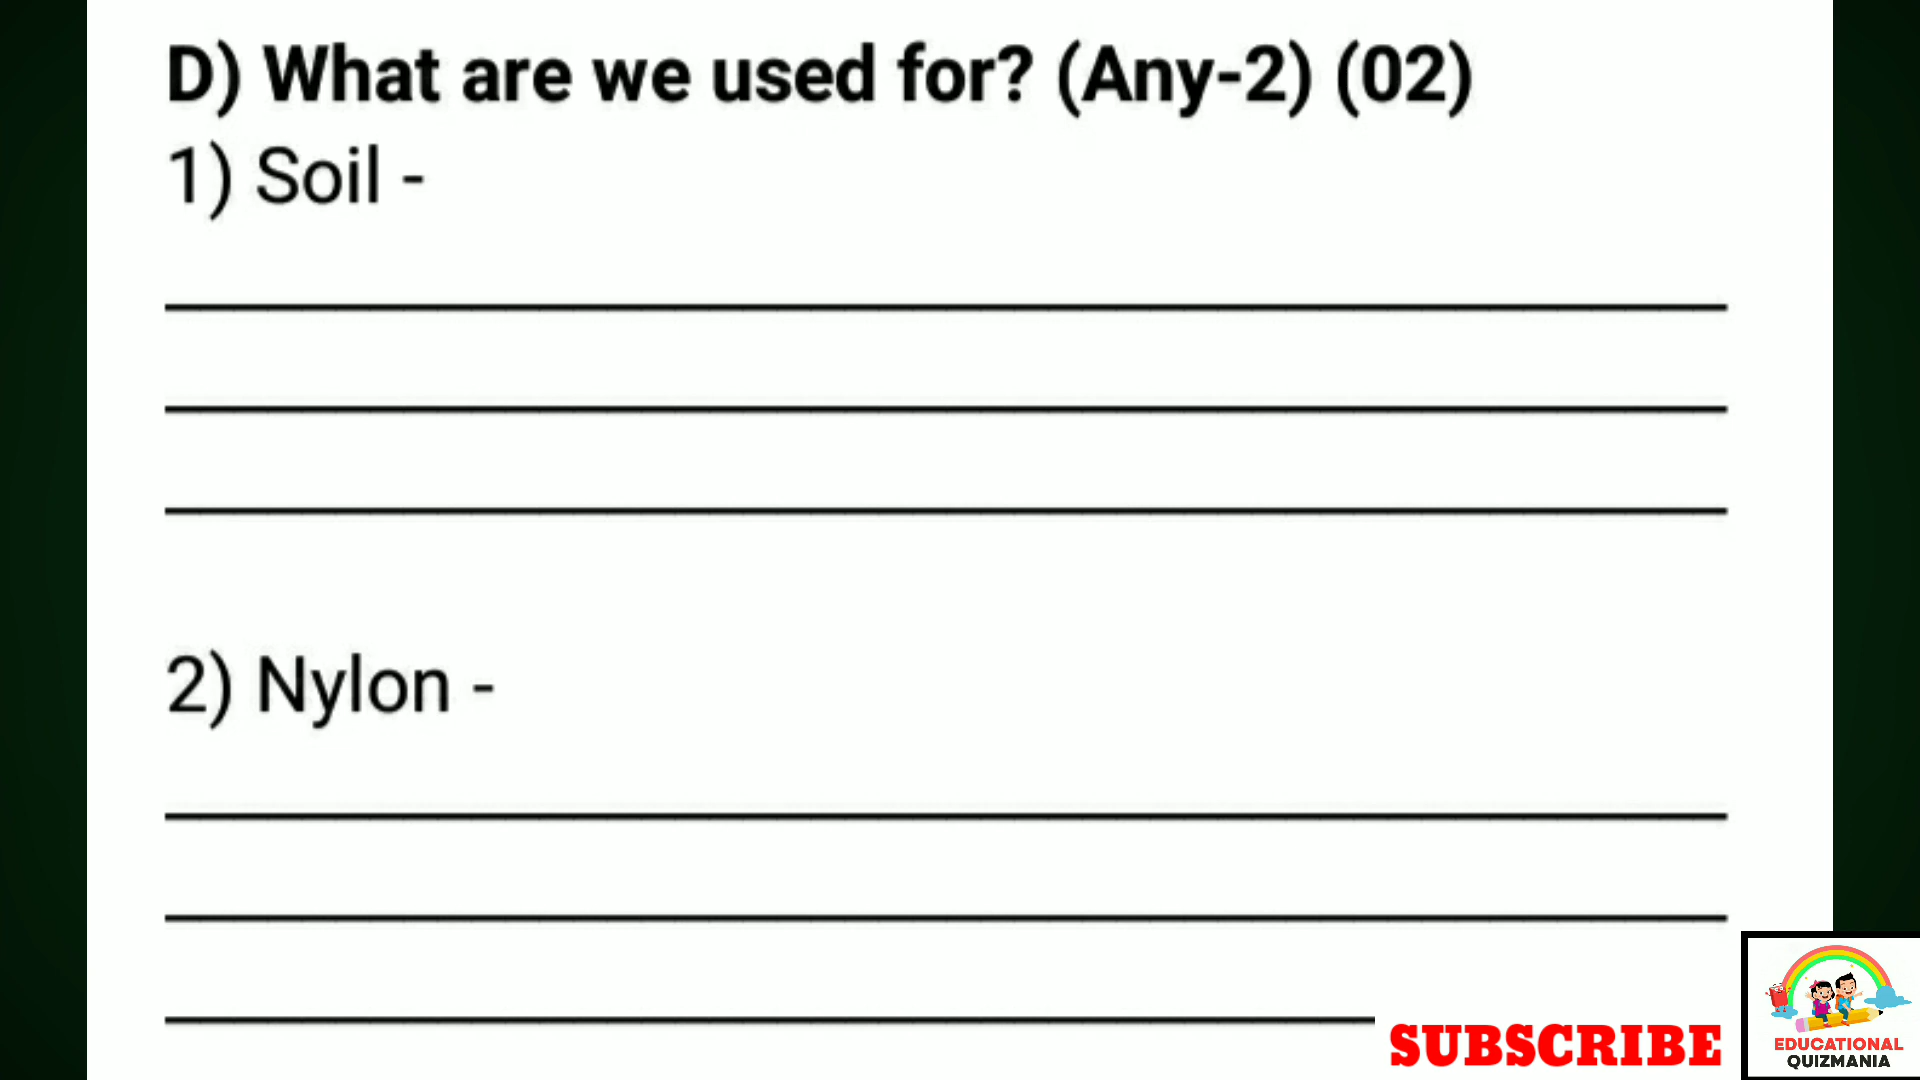 D) What are we used for? (Any-2) (02)
1) Soil -
2) Nylon -
SUBSCRIBE
EDUCATIONAL
QUIZMANIA